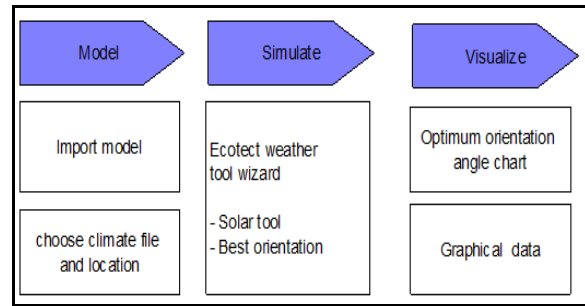 Model
Import model
choose climate file
and location
Simulate
Ecotect weather
tool wizard
- Solar tool
- Best orientation
Visualize
Optimum orientation
angle chart
Graphical data